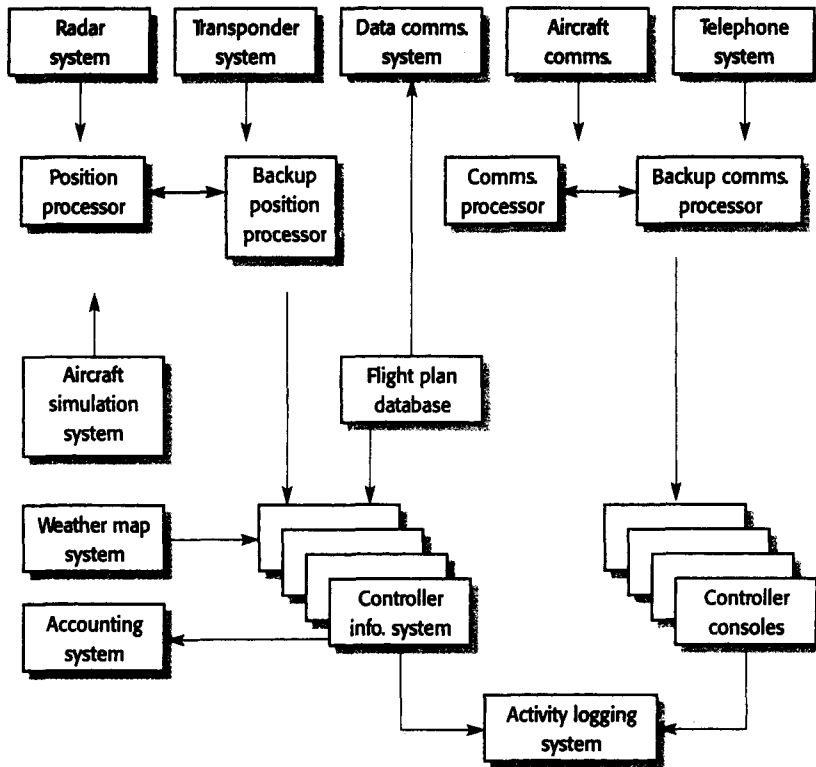 Radar
system
Transponder
system
Data comms.
system
Aircraft
comms.
Telephone
system
Position
processor
Backup
position
processor
Comms.
processor
Backup comms.
processor
Aircraft
simulation
system
Flight plan
database
Weather map
system
Accounting
system
Controller
info. system
Controller
consoles
Activity logging
system